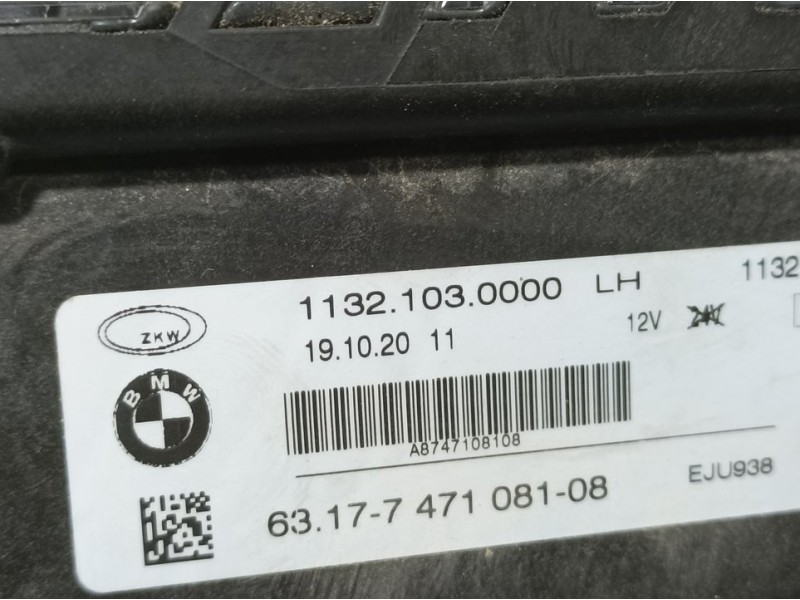 1132.103.0000 LH 1132
ZKW
19.10.20 11 12V 24V
BMW
A8747108108
63.17-7 471 081-08 EJU938